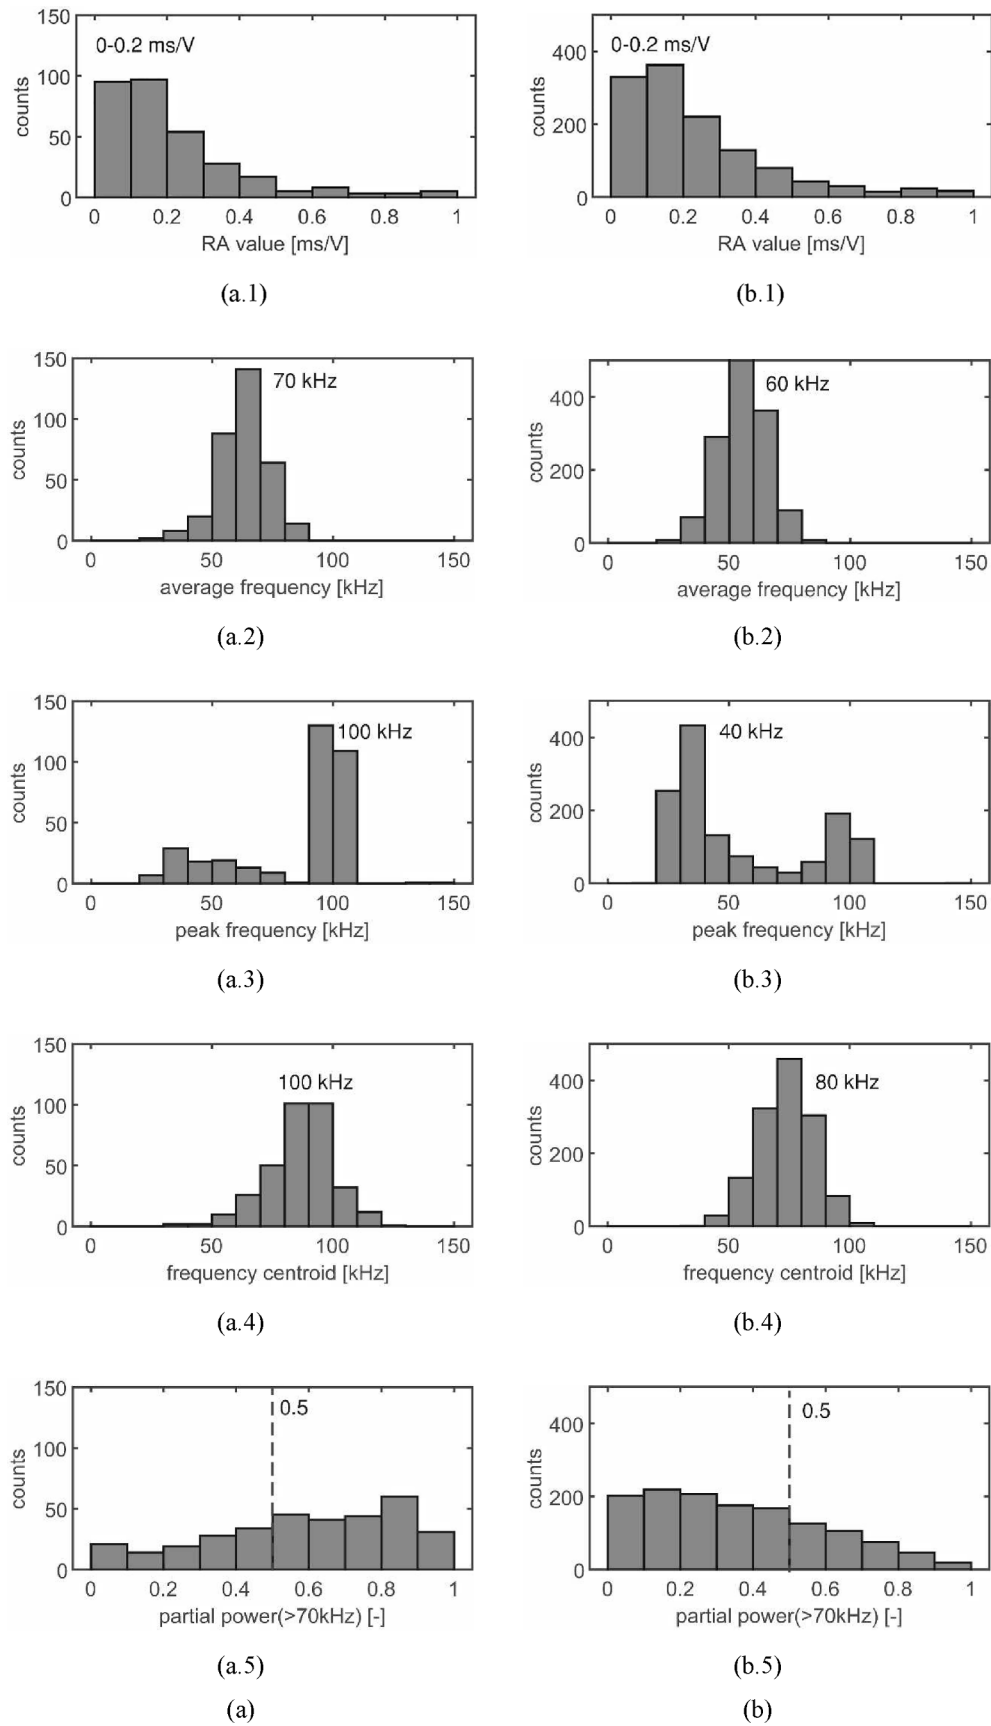 150
100
50
0
counts
0-0.2 ms/V
0 0.2 0.4 0.6 0.8 1
RA value [ms/V]
(a.1)
400
200
0
counts
0-0.2 ms/V
0 0.2 0.4 0.6 0.8 1
RA value [ms/V]
(b.1)
150
100
50
0
counts
70 kHz
0 50 100 150
average frequency [kHz]
(a.2)
400
200
0
counts
60 kHz
0 50 100 150
average frequency [kHz]
(b.2)
150
100
50
0
counts
100 kHz
0 50 100 150
peak frequency [kHz]
(a.3)
400
200
0
counts
40 kHz
0 50 100 150
peak frequency [kHz]
(b.3)
150
100
50
0
counts
100 kHz
0 50 100 150
frequency centroid [kHz]
(a.4)
400
200
0
counts
80 kHz
0 50 100 150
frequency centroid [kHz]
(b.4)
150
100
50
0
counts
0.5
0 0.2 0.4 0.6 0.8 1
partial power(>70kHz) [-]
(a.5)
400
200
0
counts
0.5
0 0.2 0.4 0.6 0.8 1
partial power(>70kHz) [-]
(b.5)
(a)
(b)